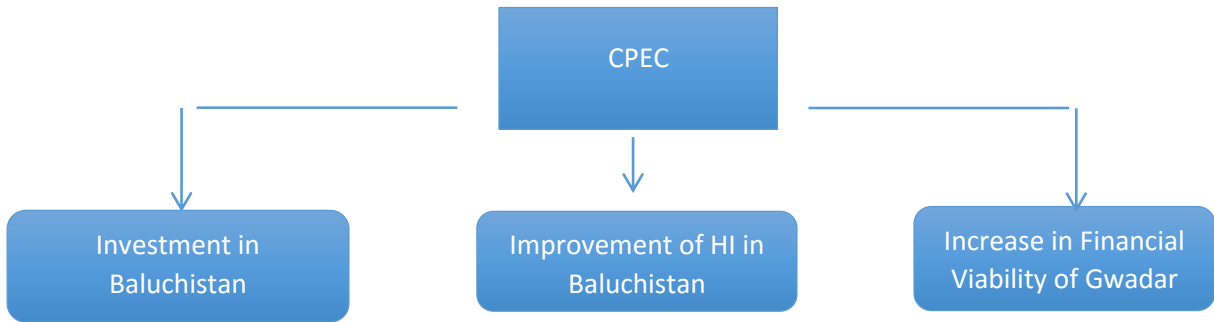 CPEC
Investment in
Baluchistan
Improvement of HI in
Baluchistan
Increase in Financial
Viability of Gwadar